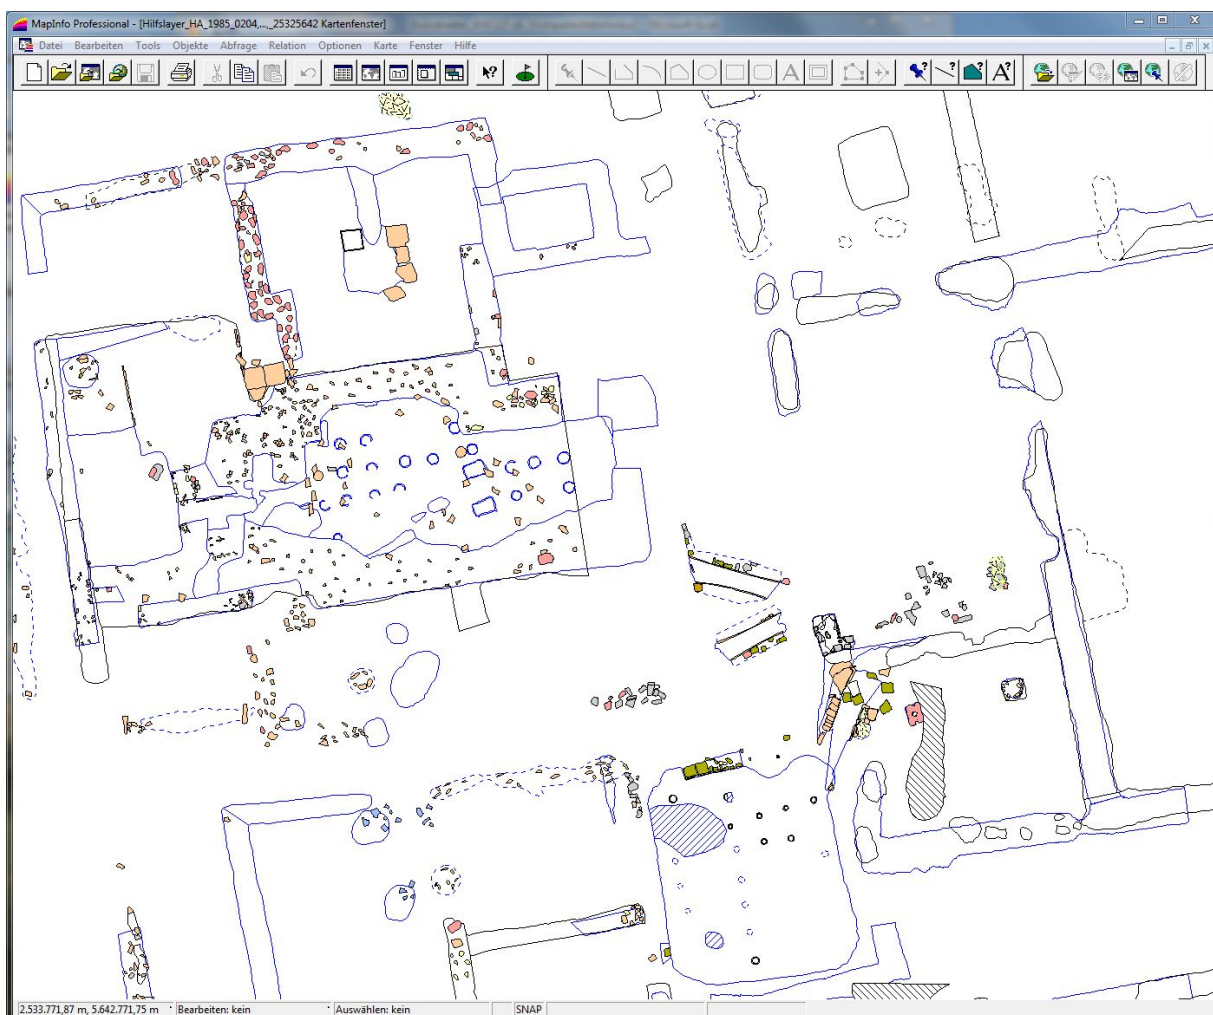 MapInfo Professional - [Hilfslayer_HA_1985_0204,...,_25325642 Kartenfenster]
Datei Bearbeiten Tools Objekte Abfrage Relation Optionen Karte Fenster Hilfe
2.533.771,87 m, 5.642.771,75 m Bearbeiten: kein Auswählen: kein SNAP